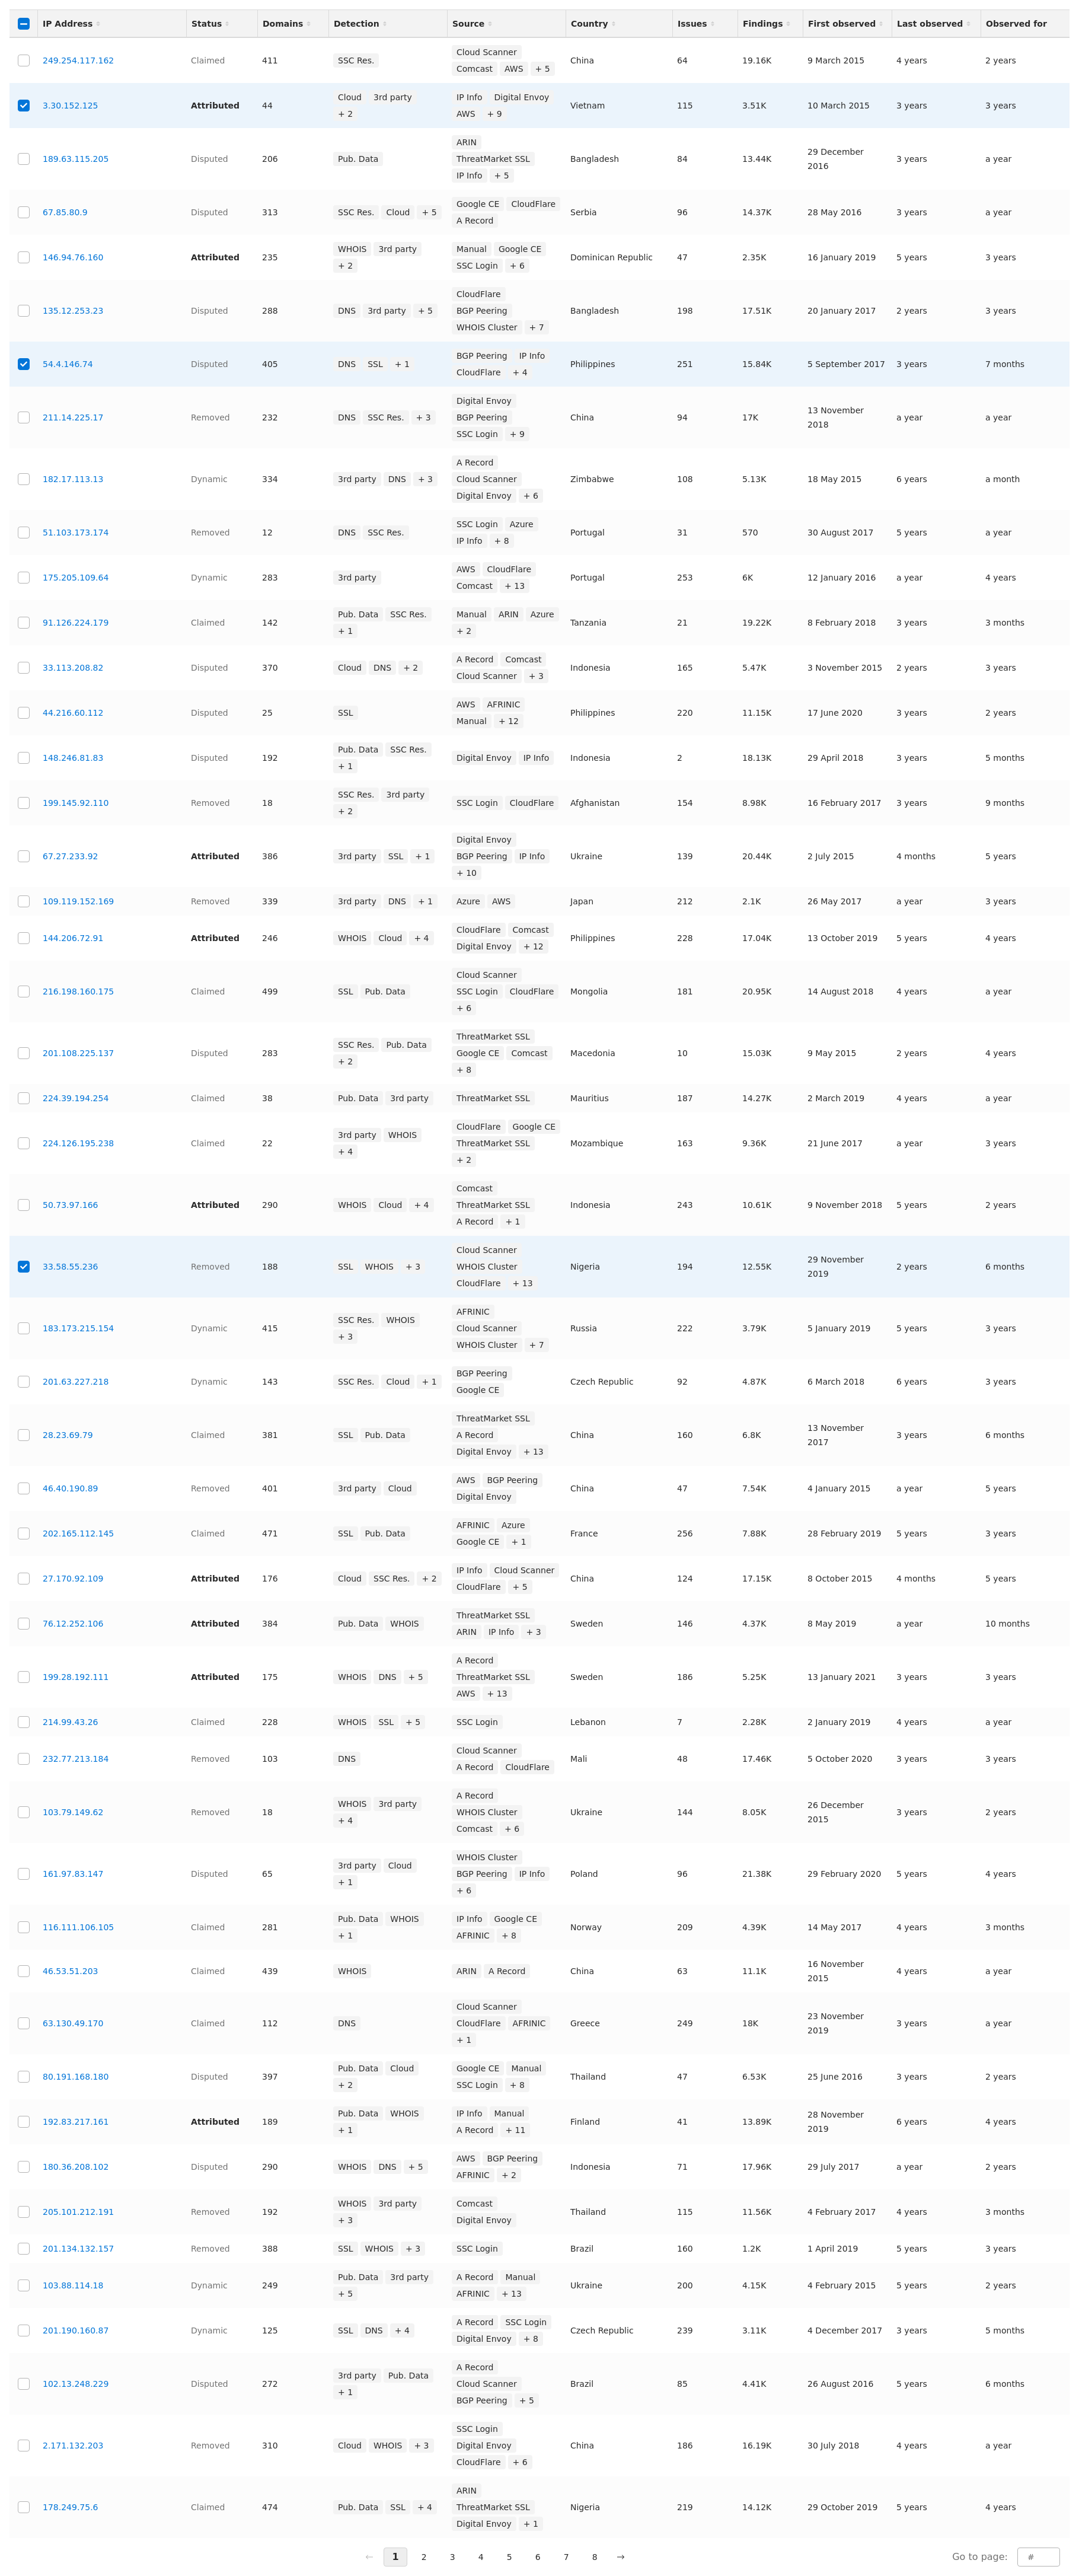 IP Address Status Domains Detection Source Country Issues Findings First observed Last observed Observed for
249.254.117.162 Claimed 411 SSC Res. Cloud Scanner Comcast AWS + 5 China 64 19.16K 9 March 2015 4 years 2 years
3.30.152.125 Attributed 44 Cloud 3rd party + 2 IP Info Digital Envoy AWS + 9 Vietnam 115 3.51K 10 March 2015 3 years 3 years
189.63.115.205 Disputed 206 Pub. Data ARIN ThreatMarket SSL IP Info + 5 Bangladesh 84 13.44K 29 December 2016 3 years a year
67.85.80.9 Disputed 313 SSC Res. Cloud + 5 Google CE CloudFlare A Record Serbia 96 14.37K 28 May 2016 3 years a year
146.94.76.160 Attributed 235 WHOIS 3rd party + 2 Manual Google CE SSC Login + 6 Dominican Republic 47 2.35K 16 January 2019 5 years 3 years
135.12.253.23 Disputed 288 DNS 3rd party + 5 CloudFlare BGP Peering WHOIS Cluster + 7 Bangladesh 198 17.51K 20 January 2017 2 years 3 years
54.4.146.74 Disputed 405 DNS SSL + 1 BGP Peering IP Info CloudFlare + 4 Philippines 251 15.84K 5 September 2017 3 years 7 months
211.14.225.17 Removed 232 DNS SSC Res. + 3 Digital Envoy BGP Peering SSC Login + 9 China 94 17K 13 November 2018 a year a year
182.17.113.13 Dynamic 334 3rd party DNS + 3 A Record Cloud Scanner Digital Envoy + 6 Zimbabwe 108 5.13K 18 May 2015 6 years a month
51.103.173.174 Removed 12 DNS SSC Res. SSC Login Azure IP Info + 8 Portugal 31 570 30 August 2017 5 years a year
175.205.109.64 Dynamic 283 3rd party AWS CloudFlare Comcast + 13 Portugal 253 6K 12 January 2016 a year 4 years
91.126.224.179 Claimed 142 Pub. Data SSC Res. + 1 Manual ARIN Azure + 2 Tanzania 21 19.22K 8 February 2018 3 years 3 months
33.113.208.82 Disputed 370 Cloud DNS + 2 A Record Comcast Cloud Scanner + 3 Indonesia 165 5.47K 3 November 2015 2 years 3 years
44.216.60.112 Disputed 25 SSL AWS AFRINIC Manual + 12 Philippines 220 11.15K 17 June 2020 3 years 2 years
148.246.81.83 Disputed 192 Pub. Data SSC Res. + 1 Digital Envoy IP Info Indonesia 2 18.13K 29 April 2018 3 years 5 months
199.145.92.110 Removed 18 SSC Res. 3rd party + 2 SSC Login CloudFlare Afghanistan 154 8.98K 16 February 2017 3 years 9 months
67.27.233.92 Attributed 386 3rd party SSL + 1 Digital Envoy BGP Peering IP Info + 10 Ukraine 139 20.44K 2 July 2015 4 months 5 years
109.119.152.169 Removed 339 3rd party DNS + 1 Azure AWS Japan 212 2.1K 26 May 2017 a year 3 years
144.206.72.91 Attributed 246 WHOIS Cloud + 4 CloudFlare Comcast Digital Envoy + 12 Philippines 228 17.04K 13 October 2019 5 years 4 years
216.198.160.175 Claimed 499 SSL Pub. Data Cloud Scanner SSC Login CloudFlare + 6 Mongolia 181 20.95K 14 August 2018 4 years a year
201.108.225.137 Disputed 283 SSC Res. Pub. Data + 2 ThreatMarket SSL Google CE Comcast + 8 Macedonia 10 15.03K 9 May 2015 2 years 4 years
224.39.194.254 Claimed 38 Pub. Data 3rd party ThreatMarket SSL Mauritius 187 14.27K 2 March 2019 4 years a year
224.126.195.238 Claimed 22 3rd party WHOIS + 4 CloudFlare Google CE ThreatMarket SSL + 2 Mozambique 163 9.36K 21 June 2017 a year 3 years
50.73.97.166 Attributed 290 WHOIS Cloud + 4 Comcast ThreatMarket SSL A Record + 1 Indonesia 243 10.61K 9 November 2018 5 years 2 years
33.58.55.236 Removed 188 SSL WHOIS + 3 Cloud Scanner WHOIS Cluster CloudFlare + 13 Nigeria 194 12.55K 29 November 2019 2 years 6 months
183.173.215.154 Dynamic 415 SSC Res. WHOIS + 3 AFRINIC Cloud Scanner WHOIS Cluster + 7 Russia 222 3.79K 5 January 2019 5 years 3 years
201.63.227.218 Dynamic 143 SSC Res. Cloud + 1 BGP Peering Google CE Czech Republic 92 4.87K 6 March 2018 6 years 3 years
28.23.69.79 Claimed 381 SSL Pub. Data ThreatMarket SSL A Record Digital Envoy + 13 China 160 6.8K 13 November 2017 3 years 6 months
46.40.190.89 Removed 401 3rd party Cloud AWS BGP Peering Digital Envoy China 47 7.54K 4 January 2015 a year 5 years
202.165.112.145 Claimed 471 SSL Pub. Data AFRINIC Azure Google CE + 1 France 256 7.88K 28 February 2019 5 years 3 years
27.170.92.109 Attributed 176 Cloud SSC Res. + 2 IP Info Cloud Scanner CloudFlare + 5 China 124 17.15K 8 October 2015 4 months 5 years
76.12.252.106 Attributed 384 Pub. Data WHOIS ThreatMarket SSL ARIN IP Info + 3 Sweden 146 4.37K 8 May 2019 a year 10 months
199.28.192.111 Attributed 175 WHOIS DNS + 5 A Record ThreatMarket SSL AWS + 13 Sweden 186 5.25K 13 January 2021 3 years 3 years
214.99.43.26 Claimed 228 WHOIS SSL + 5 SSC Login Lebanon 7 2.28K 2 January 2019 4 years a year
232.77.213.184 Removed 103 DNS Cloud Scanner A Record CloudFlare Mali 48 17.46K 5 October 2020 3 years 3 years
103.79.149.62 Removed 18 WHOIS 3rd party + 4 A Record WHOIS Cluster Comcast + 6 Ukraine 144 8.05K 26 December 2015 3 years 2 years
161.97.83.147 Disputed 65 3rd party Cloud + 1 WHOIS Cluster BGP Peering IP Info + 6 Poland 96 21.38K 29 February 2020 5 years 4 years
116.111.106.105 Claimed 281 Pub. Data WHOIS + 1 IP Info Google CE AFRINIC + 8 Norway 209 4.39K 14 May 2017 4 years 3 months
46.53.51.203 Claimed 439 WHOIS ARIN A Record China 63 11.1K 16 November 2015 4 years a year
63.130.49.170 Claimed 112 DNS Cloud Scanner CloudFlare AFRINIC + 1 Greece 249 18K 23 November 2019 3 years a year
80.191.168.180 Disputed 397 Pub. Data Cloud + 2 Google CE Manual SSC Login + 8 Thailand 47 6.53K 25 June 2016 3 years 2 years
192.83.217.161 Attributed 189 Pub. Data WHOIS + 1 IP Info Manual A Record + 11 Finland 41 13.89K 28 November 2019 6 years 4 years
180.36.208.102 Disputed 290 WHOIS DNS + 5 AWS BGP Peering AFRINIC + 2 Indonesia 71 17.96K 29 July 2017 a year 2 years
205.101.212.191 Removed 192 WHOIS 3rd party + 3 Comcast Digital Envoy Thailand 115 11.56K 4 February 2017 4 years 3 months
201.134.132.157 Removed 388 SSL WHOIS + 3 SSC Login Brazil 160 1.2K 1 April 2019 5 years 3 years
103.88.114.18 Dynamic 249 Pub. Data 3rd party + 5 A Record Manual AFRINIC + 13 Ukraine 200 4.15K 4 February 2015 5 years 2 years
201.190.160.87 Dynamic 125 SSL DNS + 4 A Record SSC Login Digital Envoy + 8 Czech Republic 239 3.11K 4 December 2017 3 years 5 months
102.13.248.229 Disputed 272 3rd party Pub. Data + 1 A Record Cloud Scanner BGP Peering + 5 Brazil 85 4.41K 26 August 2016 5 years 6 months
2.171.132.203 Removed 310 Cloud WHOIS + 3 SSC Login Digital Envoy CloudFlare + 6 China 186 16.19K 30 July 2018 4 years a year
178.249.75.6 Claimed 474 Pub. Data SSL + 4 ARIN ThreatMarket SSL Digital Envoy + 1 Nigeria 219 14.12K 29 October 2019 5 years 4 years
← 1 2 3 4 5 6 7 8 → Go to page: #